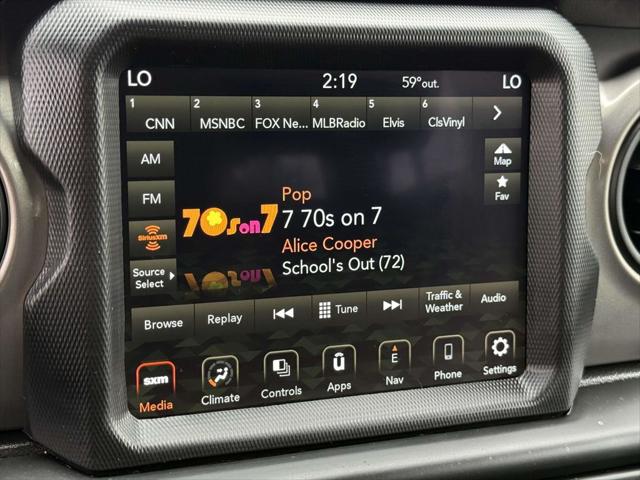 LO 2:19 59° out. LO
1 2 3 4 5 6
CNN MSNBC FOX Ne... MLBRadio Elvis ClsVinyl
AM
Map
FM
Fav
SiriusXM
Source
Select
70s on 7
Pop
7 70s on 7
Alice Cooper
School's Out (72)
Browse Replay Tune Traffic &
Weather Audio
sxm û E
Media Climate Controls Apps Nav Phone Settings